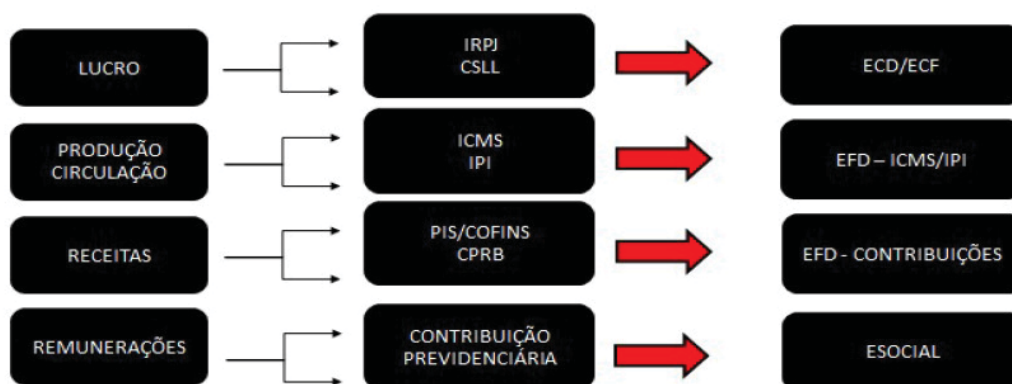 LUCRO
IRPJ
CSLL
ECD/ECF
PRODUÇÃO
CIRCULAÇÃO
ICMS
IPI
EFD – ICMS/IPI
RECEITAS
PIS/COFINS
CPRB
EFD - CONTRIBUIÇÕES
REMUNERAÇÕES
CONTRIBUIÇÃO
PREVIDENCIÁRIA
ESOCIAL